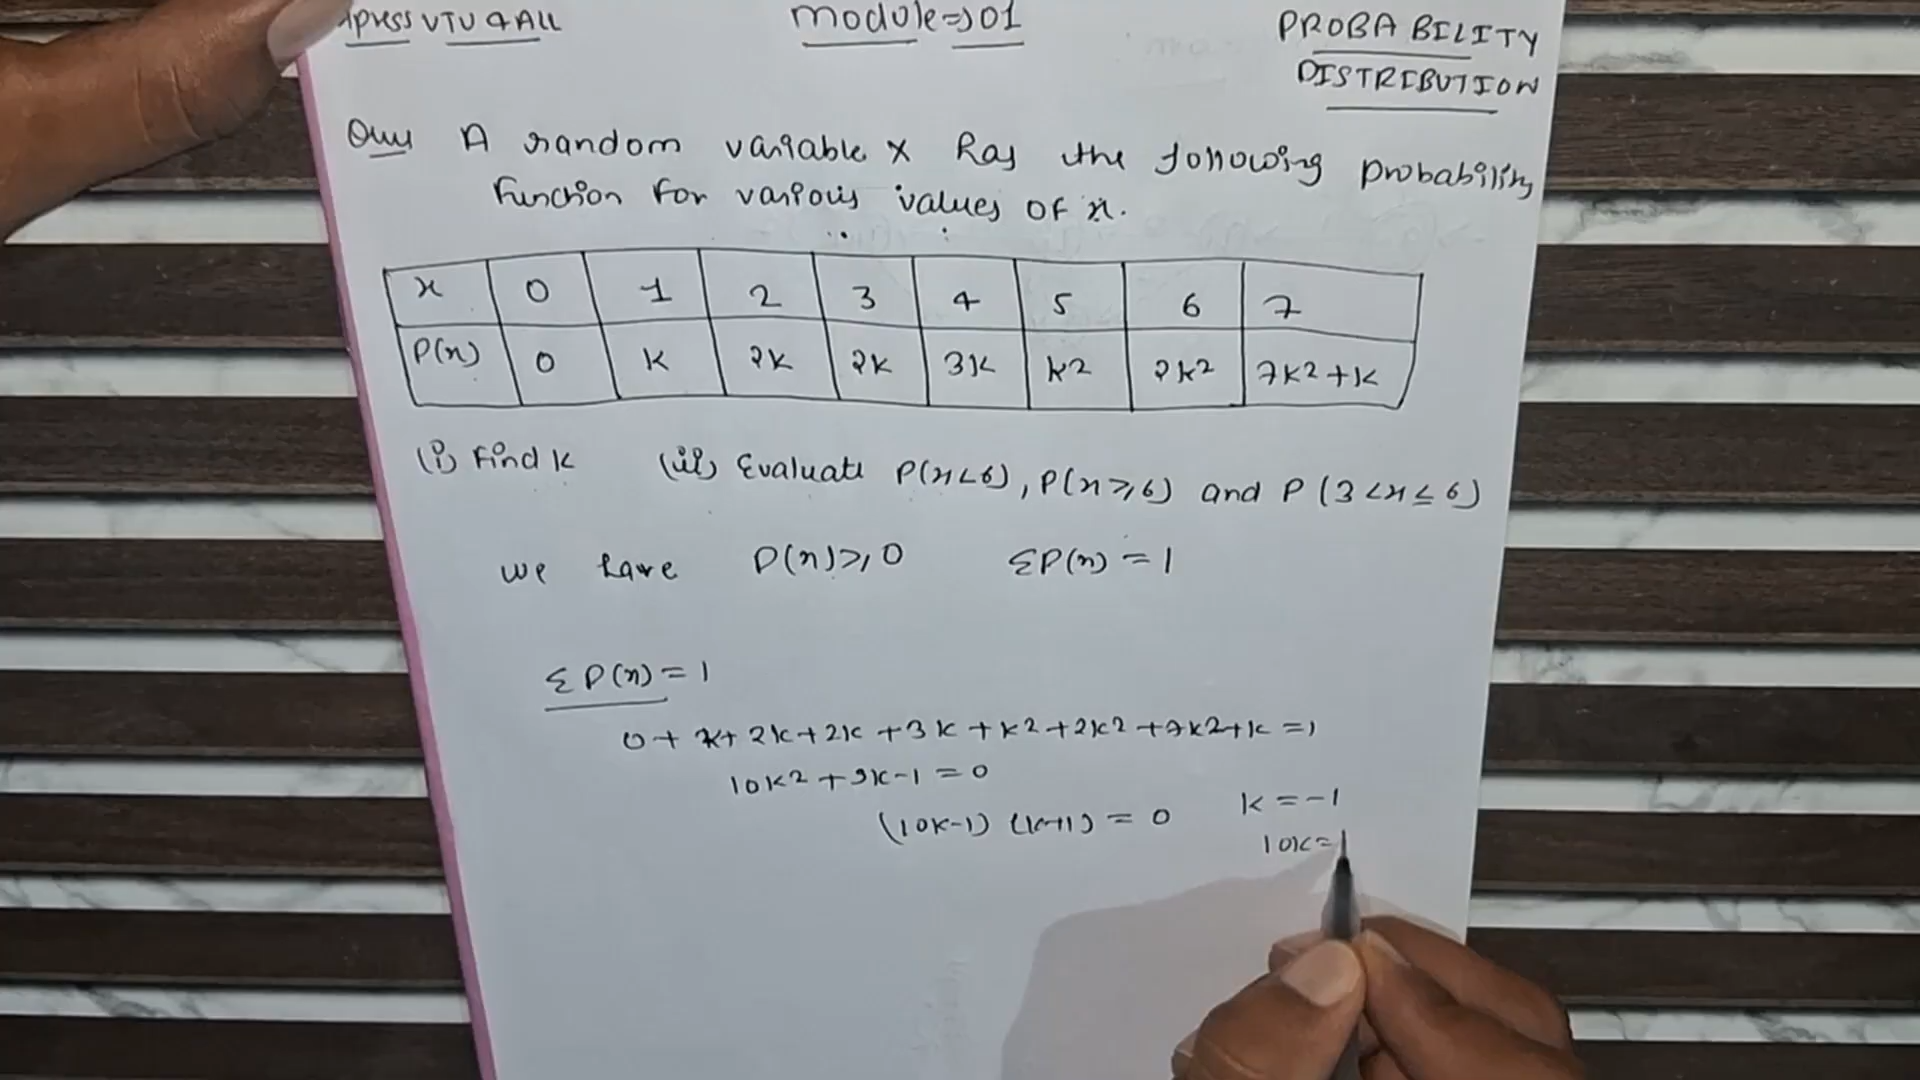 xpress VTU 4 ALL
module⇒01
PROBABILITY
DISTRIBUTION
Que A random variable x has the following probability
function for various values of x.
x 0 1 2 3 4 5 6 7
P(x) 0 k 2k 2k 3k k2 2k2 7k2+k
(i) Find k (ii) Evaluate P(x<6), P(x≥6) and P(3<x≤6)
we have P(x)≥0 ΣP(x)=1
ΣP(x)=1
0+k+2k+2k+3k+k2+2k2+7k2+k=1
10k2+9k-1=0
(10k-1) (k+1)=0
k=-1
10k=1